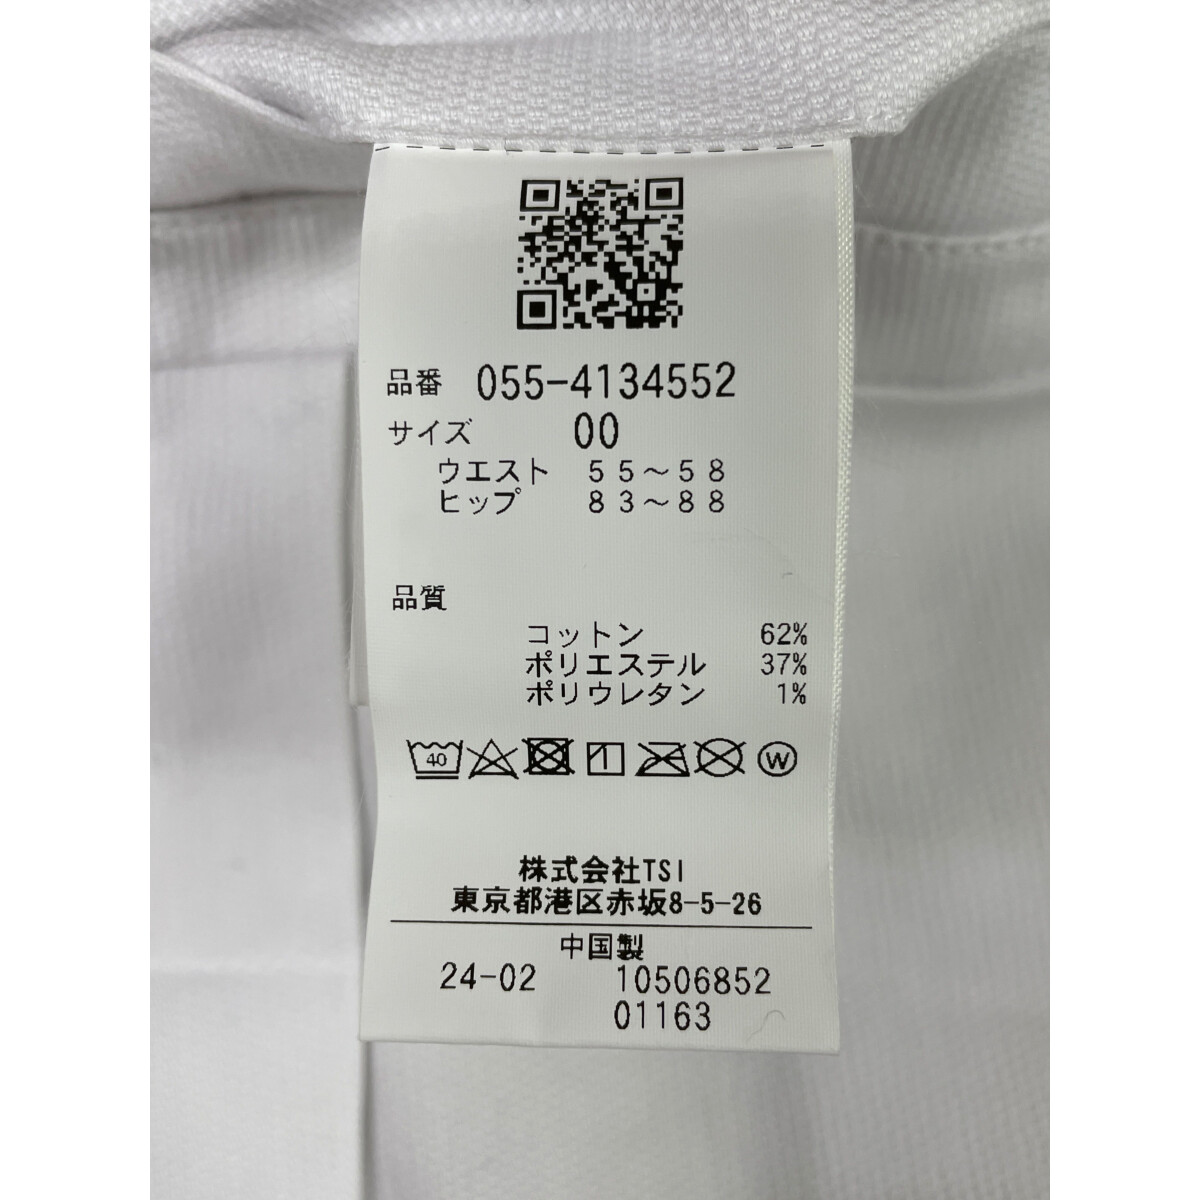 品番 055-4134552
サイズ 00
ウエスト 55～58
ヒップ 83～88
品質
コットン 62%
ポリエステル 37%
ポリウレタン 1%
40 W
株式会社TSI
東京都港区赤坂8-5-26
中国製
24-02 10506852
01163